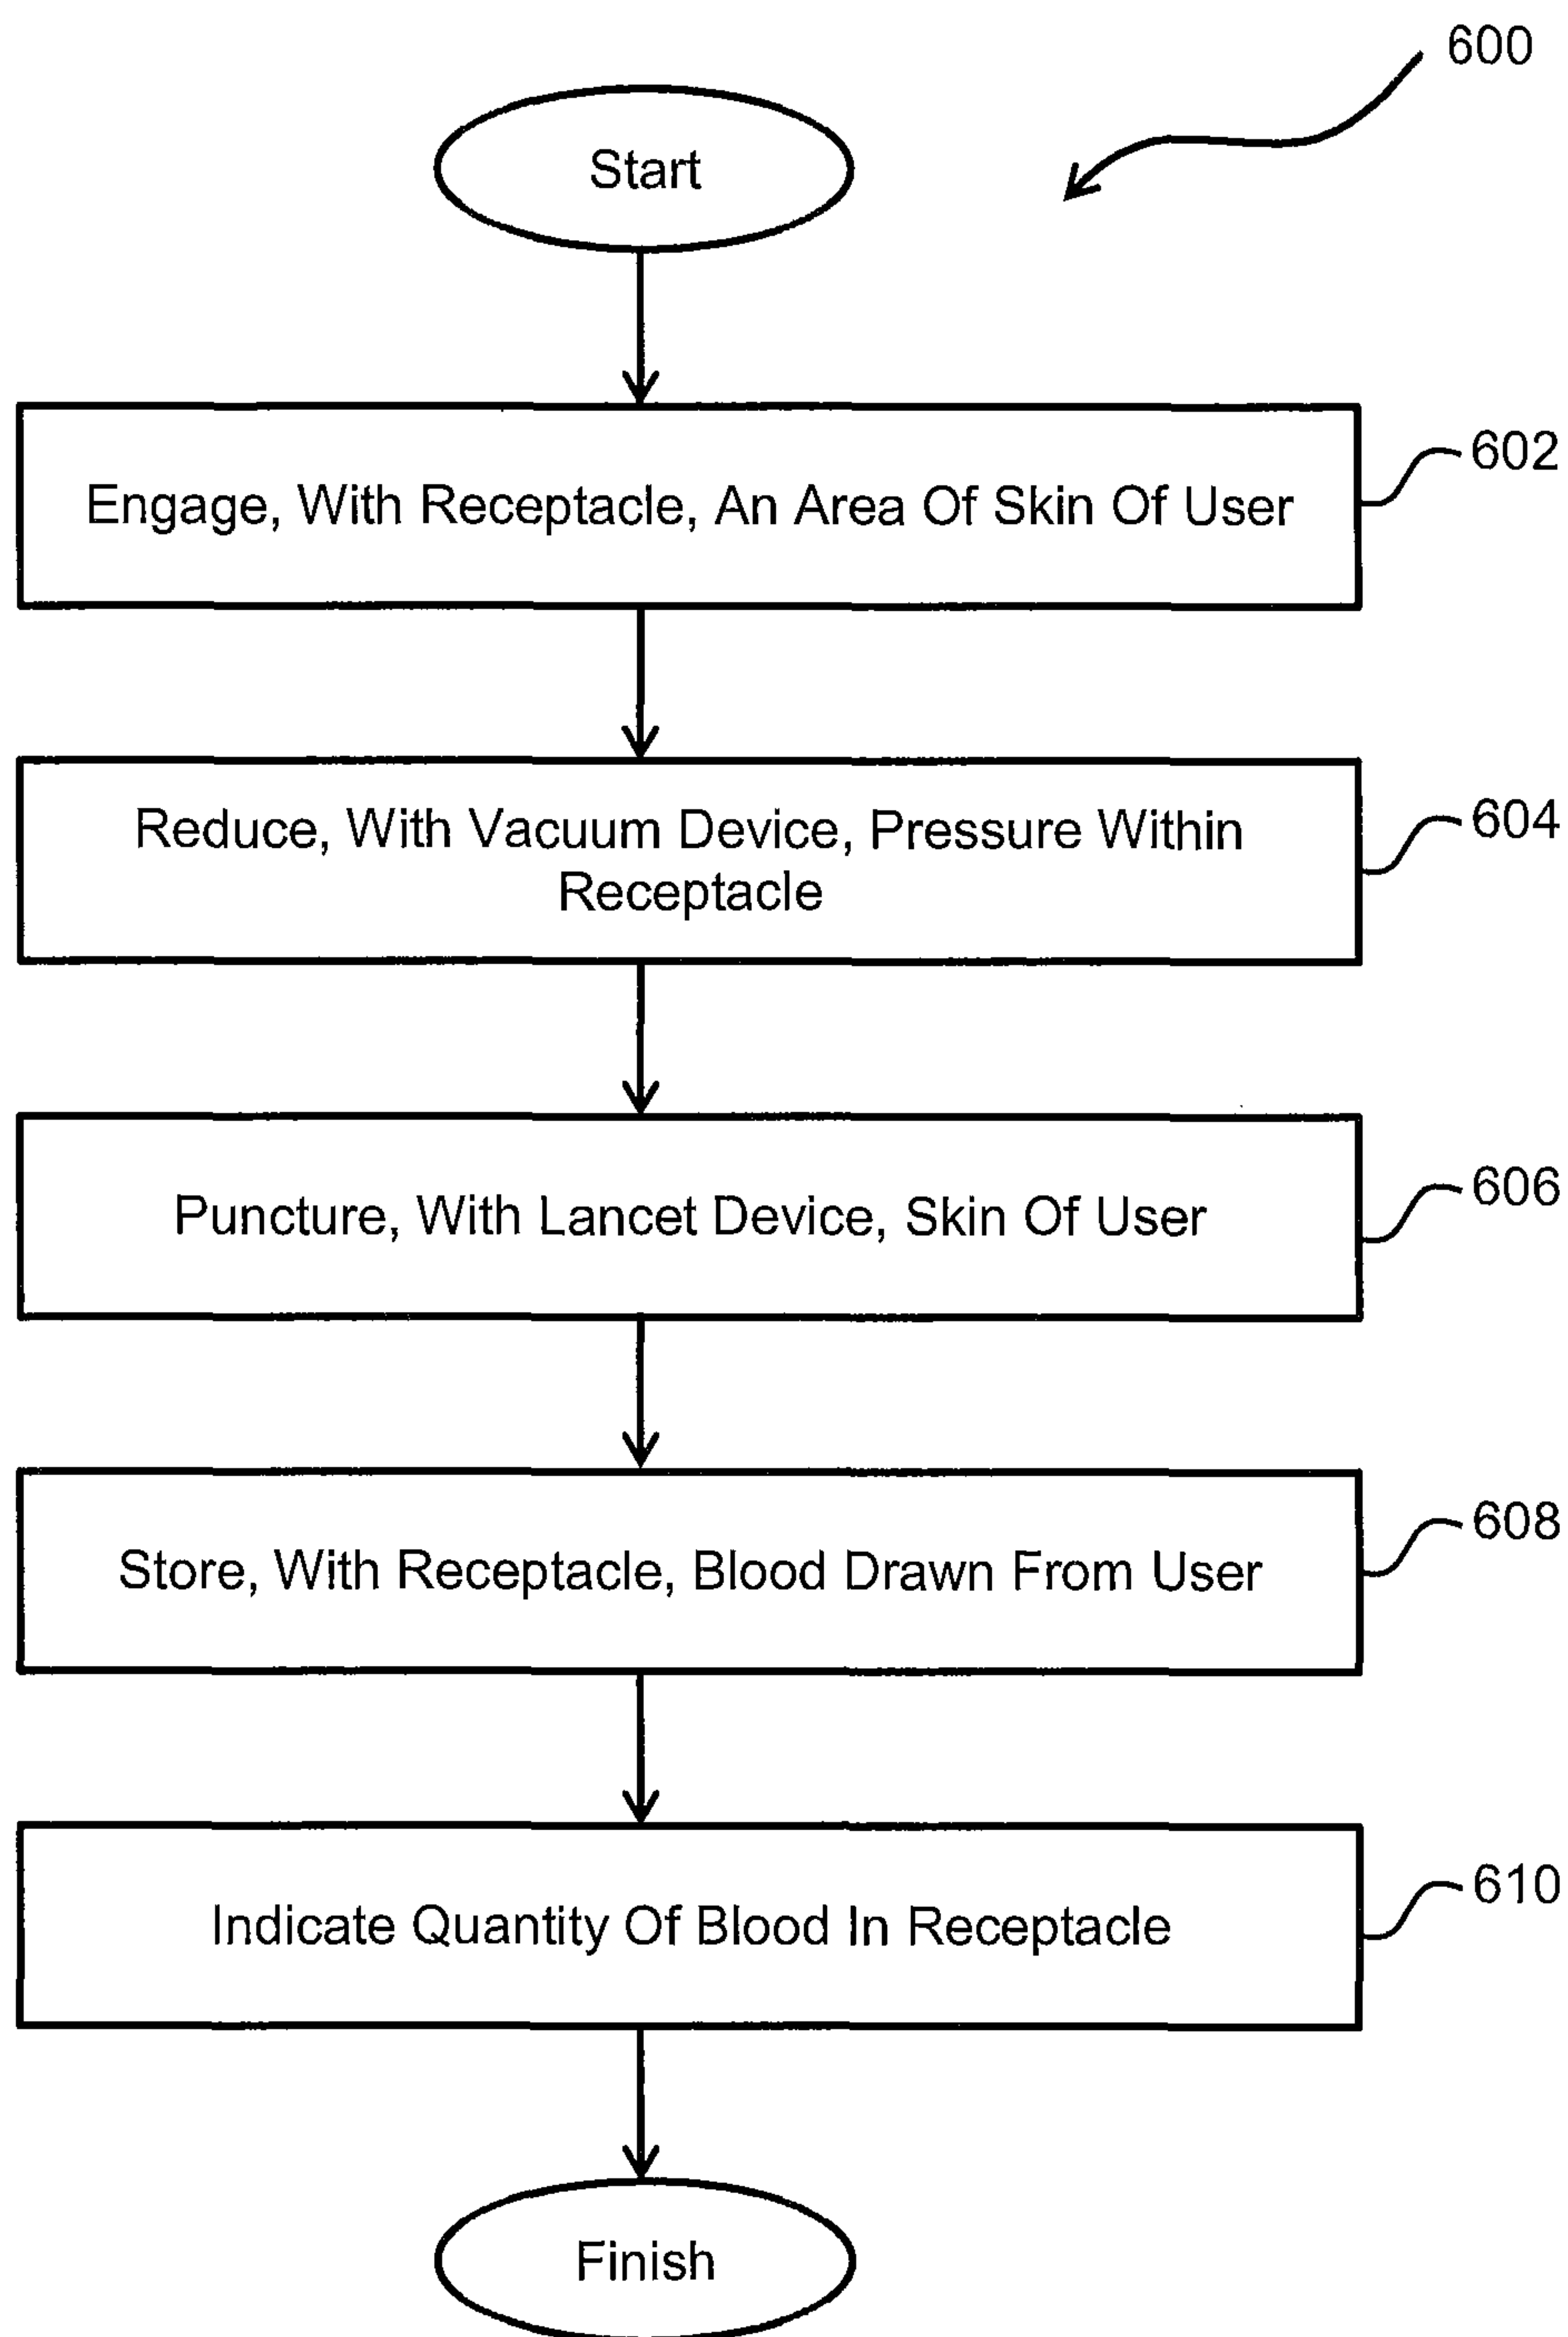 600
Start
Engage, With Receptacle, An Area Of Skin Of User
602
Reduce, With Vacuum Device, Pressure Within
Receptacle
604
Puncture, With Lancet Device, Skin Of User
606
Store, With Receptacle, Blood Drawn From User
608
Indicate Quantity Of Blood In Receptacle
610
Finish